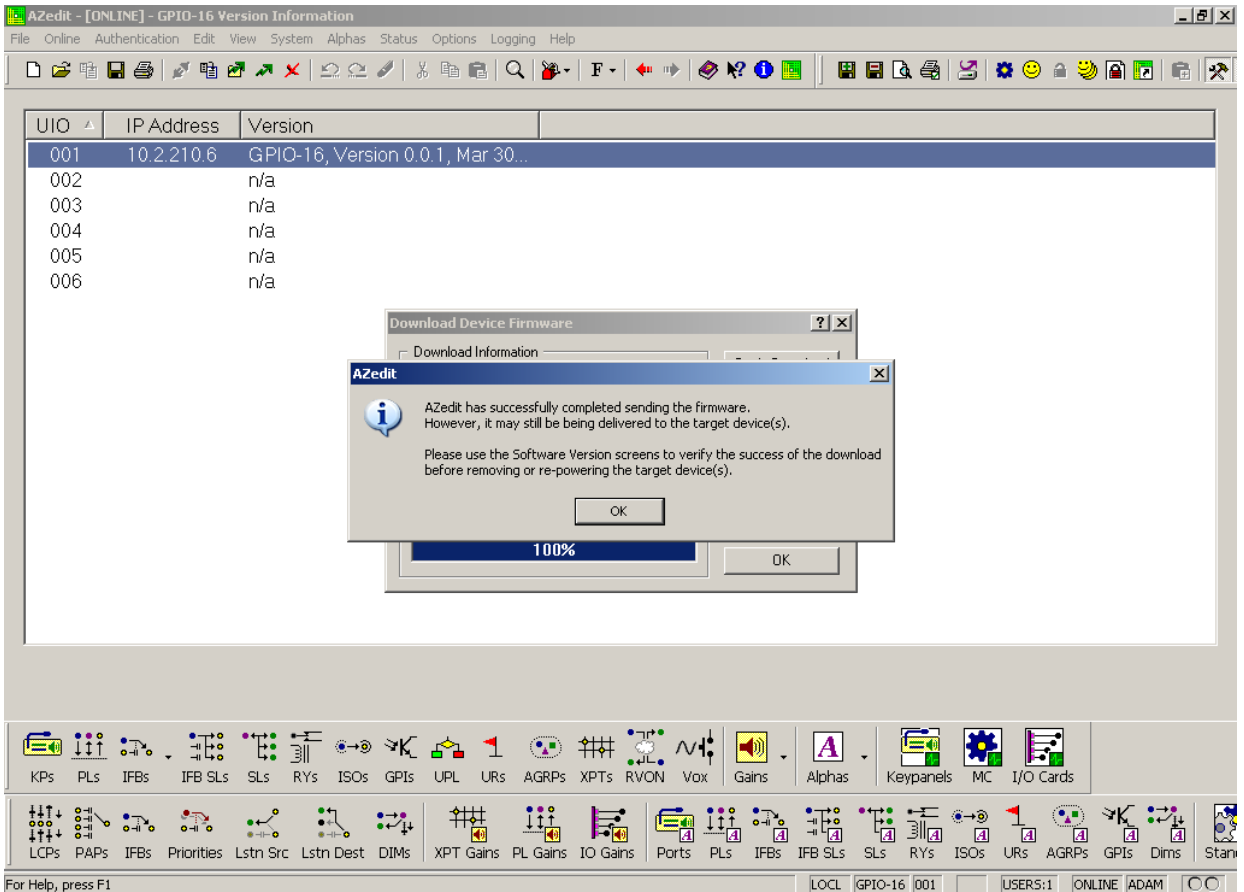 AZedit - [ONLINE] - GPIO-16 Version Information
File Online Authentication Edit View System Alphas Status Options Logging Help
UIO IP Address Version
001 10.2.210.6 GPIO-16, Version 0.0.1, Mar 30...
002 n/a
003 n/a
004 n/a
005 n/a
006 n/a
Download Device Firmware
Download Information
AZedit
AZedit has successfully completed sending the firmware.
However, it may still be being delivered to the target device(s).
Please use the Software Version screens to verify the success of the download
before removing or re-powering the target device(s).
OK
100%
OK
KPs PLs IFBs IFB SLs SLs RYs ISOs GPIs UPL URs AGRPs XPTs RVON Vox Gains Alphas Keypanels MC I/O Cards
LCPs PAPs IFBs Priorities Lstn Src Lstn Dest DIMs XPT Gains PL Gains IO Gains Ports PLs IFBs IFB SLs SLs RYs ISOs URs AGRPs GPIs Dims Stan
For Help, press F1 LOCL GPIO-16 001 USERS:1 ONLINE ADAM